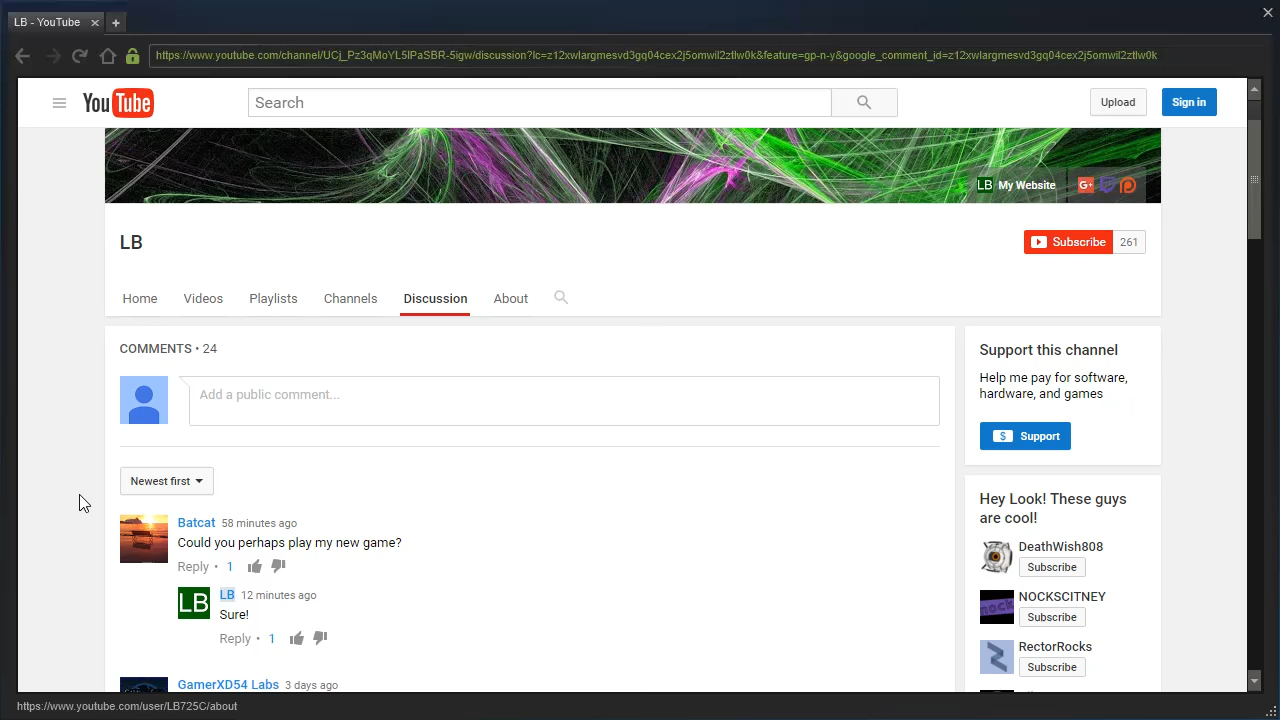 LB - YouTube
https://www.youtube.com/channel/UCj_Pz3qMoYL5lPaSBR-5igw/discussion?lc=z12xwlargmesvd3gq04cex2j5omwil2ztlw0k&feature=gp-n-y&google_comment_id=z12xwlargmesvd3gq04cex2j5omwil2ztlw0k
YouTube
Search
Upload
Sign in
LB My Website
G+
LB
Subscribe 261
Home Videos Playlists Channels Discussion About
COMMENTS • 24
Add a public comment...
Newest first
Batcat 58 minutes ago
Could you perhaps play my new game?
Reply • 1
LB
LB 12 minutes ago
Sure!
Reply • 1
GamerXD54 Labs 3 days ago
Support this channel
Help me pay for software,
hardware, and games
$ Support
Hey Look! These guys
are cool!
DeathWish808
Subscribe
nock
NOCKSCITNEY
Subscribe
RectorRocks
Subscribe
https://www.youtube.com/user/LB725C/about